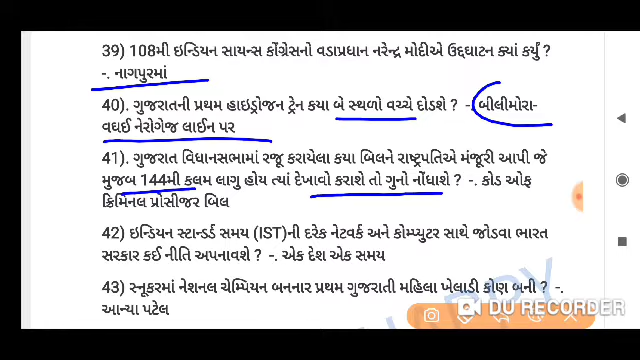 39) 108મી ઇન્ડિયન સાયન્સ કોંગ્રેસનો વડાપ્રધાન નરેન્દ્ર મોદીએ ઉદ્દઘાટન ક્યાં કર્યું ?
-. નાગપુરમાં
40) ગુજરાતની પ્રથમ હાઇડ્રોજન ટ્રેન કયા બે સ્થળો વચ્ચે દોડશે ? -. બીલીમોરા-
વઘઈ નેરોગેજ લાઈન પર
41) ગુજરાત વિધાનસભામાં રજૂ કરાયેલા કયા બિલને રાષ્ટ્રપતિએ મંજૂરી આપી જે
મુજબ 144મી કલમ લાગુ હોય ત્યાં દેખાવો કરાશે તો ગુનો નોંધાશે ? -. કોડ ઓફ
ક્રિમિનલ પ્રોસીજર બિલ
42) ઇન્ડિયન સ્ટાન્ડર્ડ સમય (IST)ની દરેક નેટવર્ક અને કોમ્પ્યુટર સાથે જોડવા ભારત
સરકાર કઈ નીતિ અપનાવશે ? -. એક દેશ એક સમય
43) સ્નૂકરમાં નેશનલ ચેમ્પિયન બનનાર પ્રથમ ગુજરાતી મહિલા ખેલાડી કોણ બની ? -.
આન્યા પટેલ
DU RECORDER